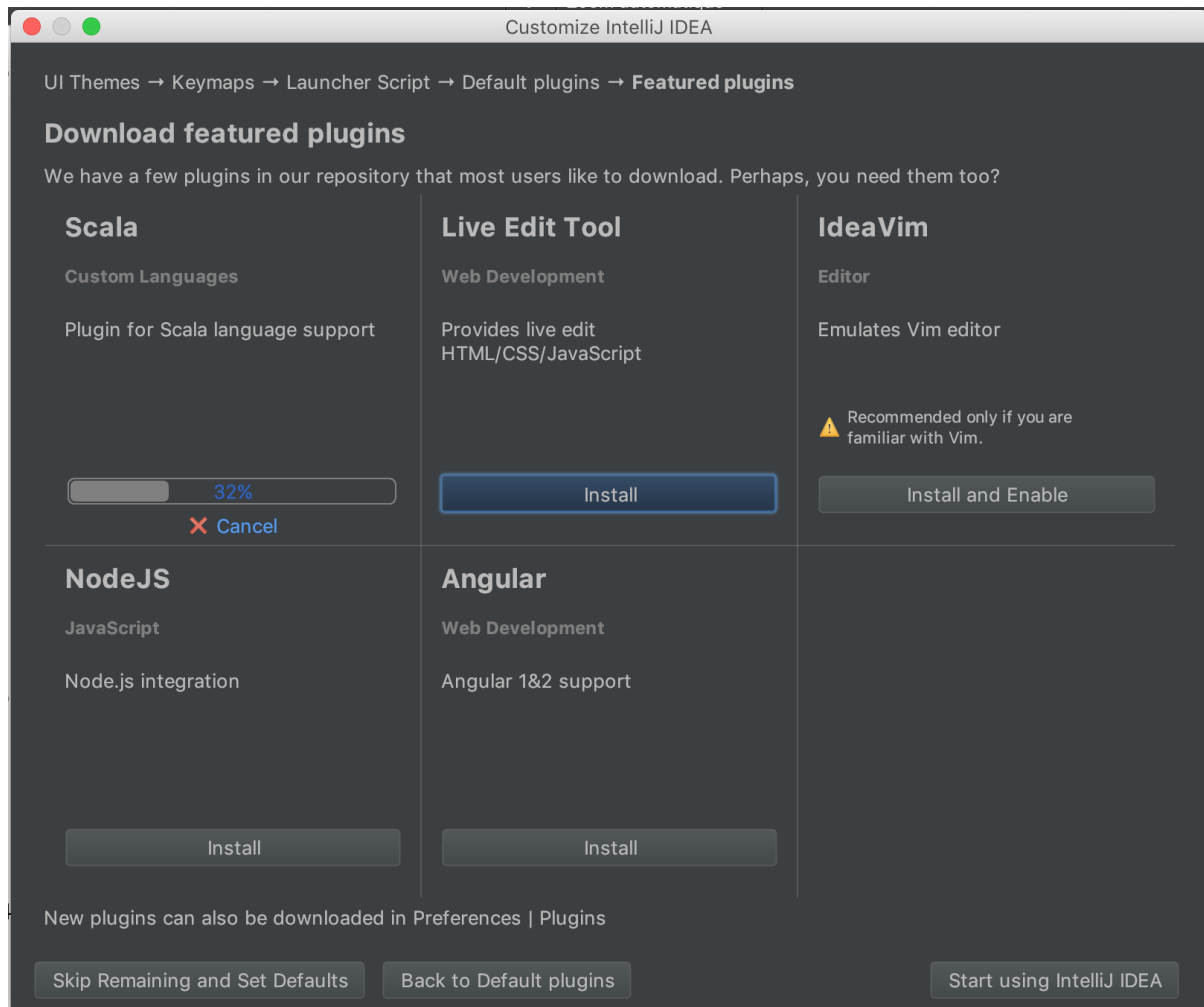 Customize IntelliJ IDEA
UI Themes → Keymaps → Launcher Script → Default plugins → Featured plugins
Download featured plugins
We have a few plugins in our repository that most users like to download. Perhaps, you need them too?
Scala
Custom Languages
Plugin for Scala language support
32%
Cancel
Live Edit Tool
Web Development
Provides live edit
HTML/CSS/JavaScript
Install
IdeaVim
Editor
Emulates Vim editor
Recommended only if you are
familiar with Vim.
Install and Enable
NodeJS
JavaScript
Node.js integration
Install
Angular
Web Development
Angular 1&2 support
Install
New plugins can also be downloaded in Preferences | Plugins
Skip Remaining and Set Defaults
Back to Default plugins
Start using IntelliJ IDEA